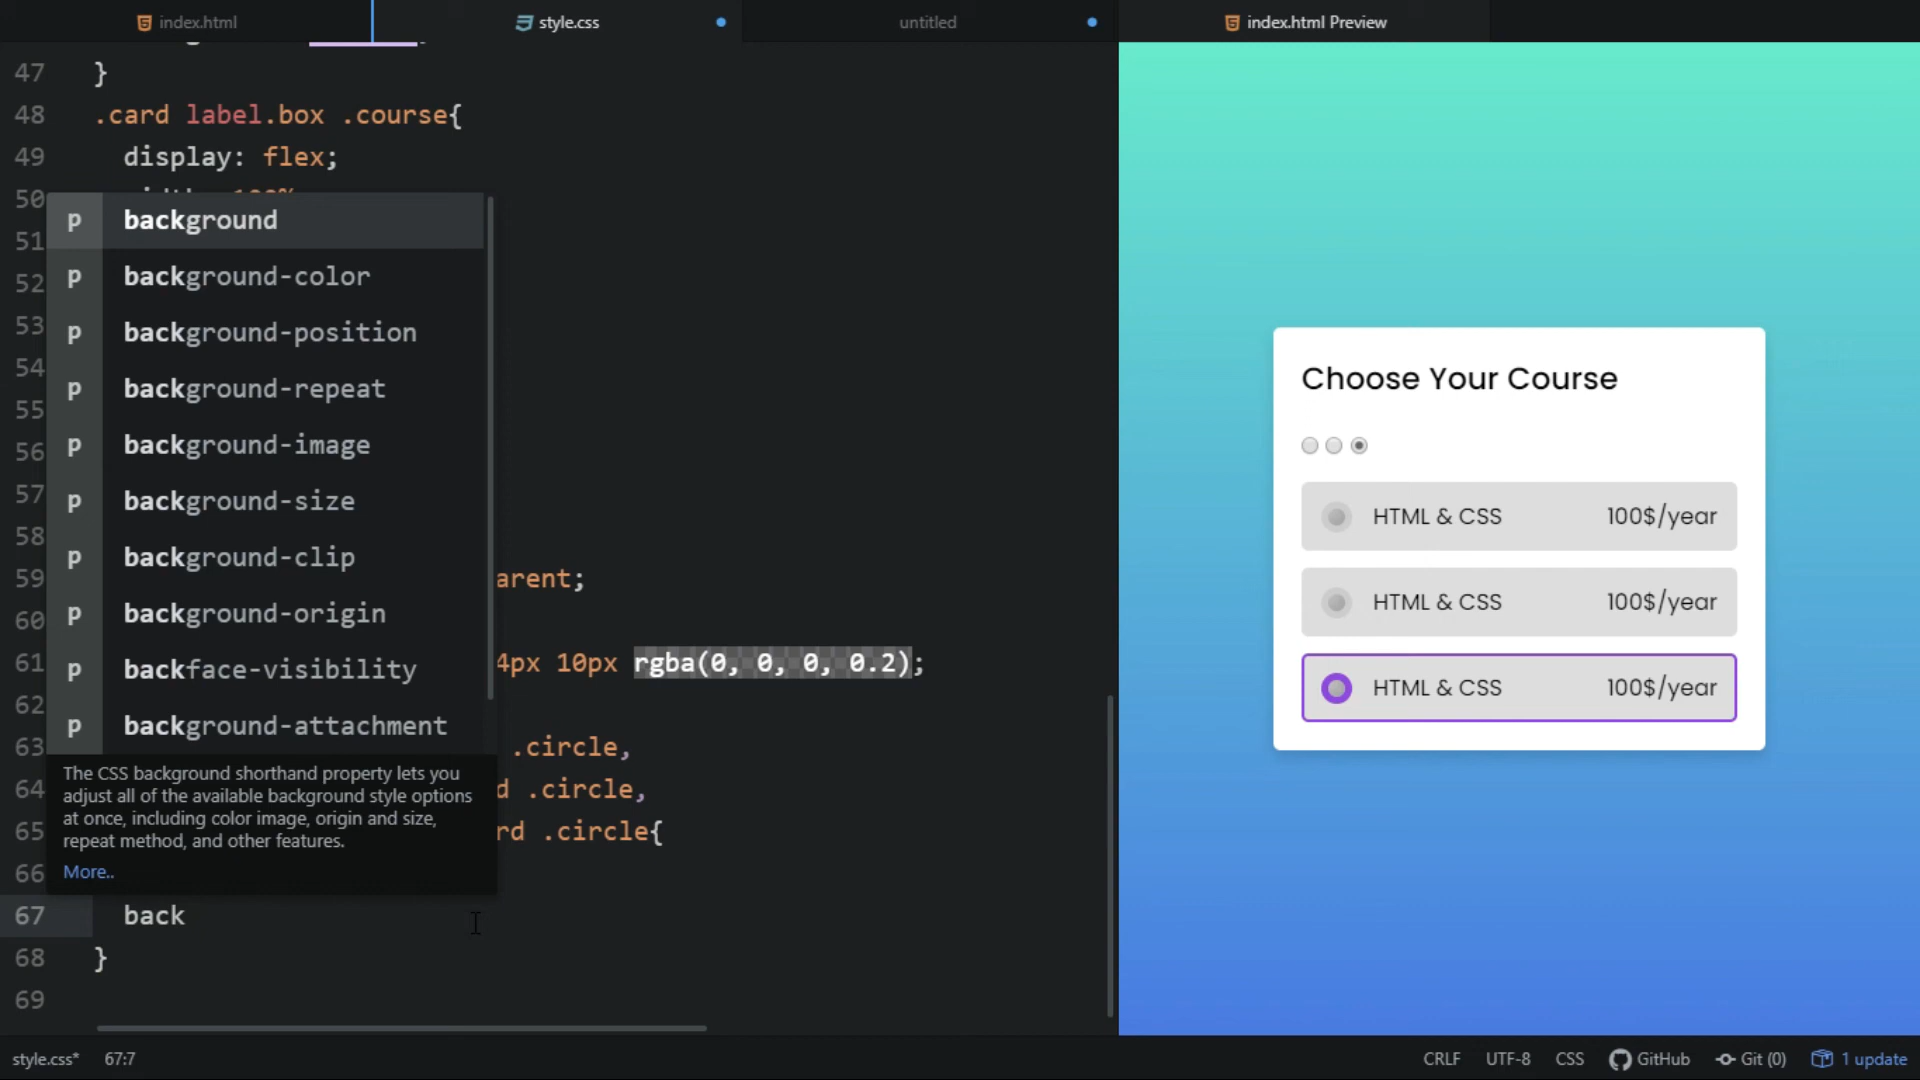 index.html
style.css
untitled
index.html Preview
47 }
48 .card label.box .course{
49 display: flex;
50
51
52
53
54
55
56
57
58
59 arent;
60
61 4px 10px rgba(0, 0, 0, 0.2);
62
63 .circle,
64 d .circle,
65 rd .circle{
66
67 back
68 }
69
p background
p background-color
p background-position
p background-repeat
p background-image
p background-size
p background-clip
p background-origin
p backface-visibility
p background-attachment
The CSS background shorthand property lets you
adjust all of the available background style options
at once, including color image, origin and size,
repeat method, and other features.
More..
Choose Your Course
HTML & CSS 100$/year
HTML & CSS 100$/year
HTML & CSS 100$/year
style.css* 67:7 CRLF UTF-8 CSS GitHub Git (0) 1 update